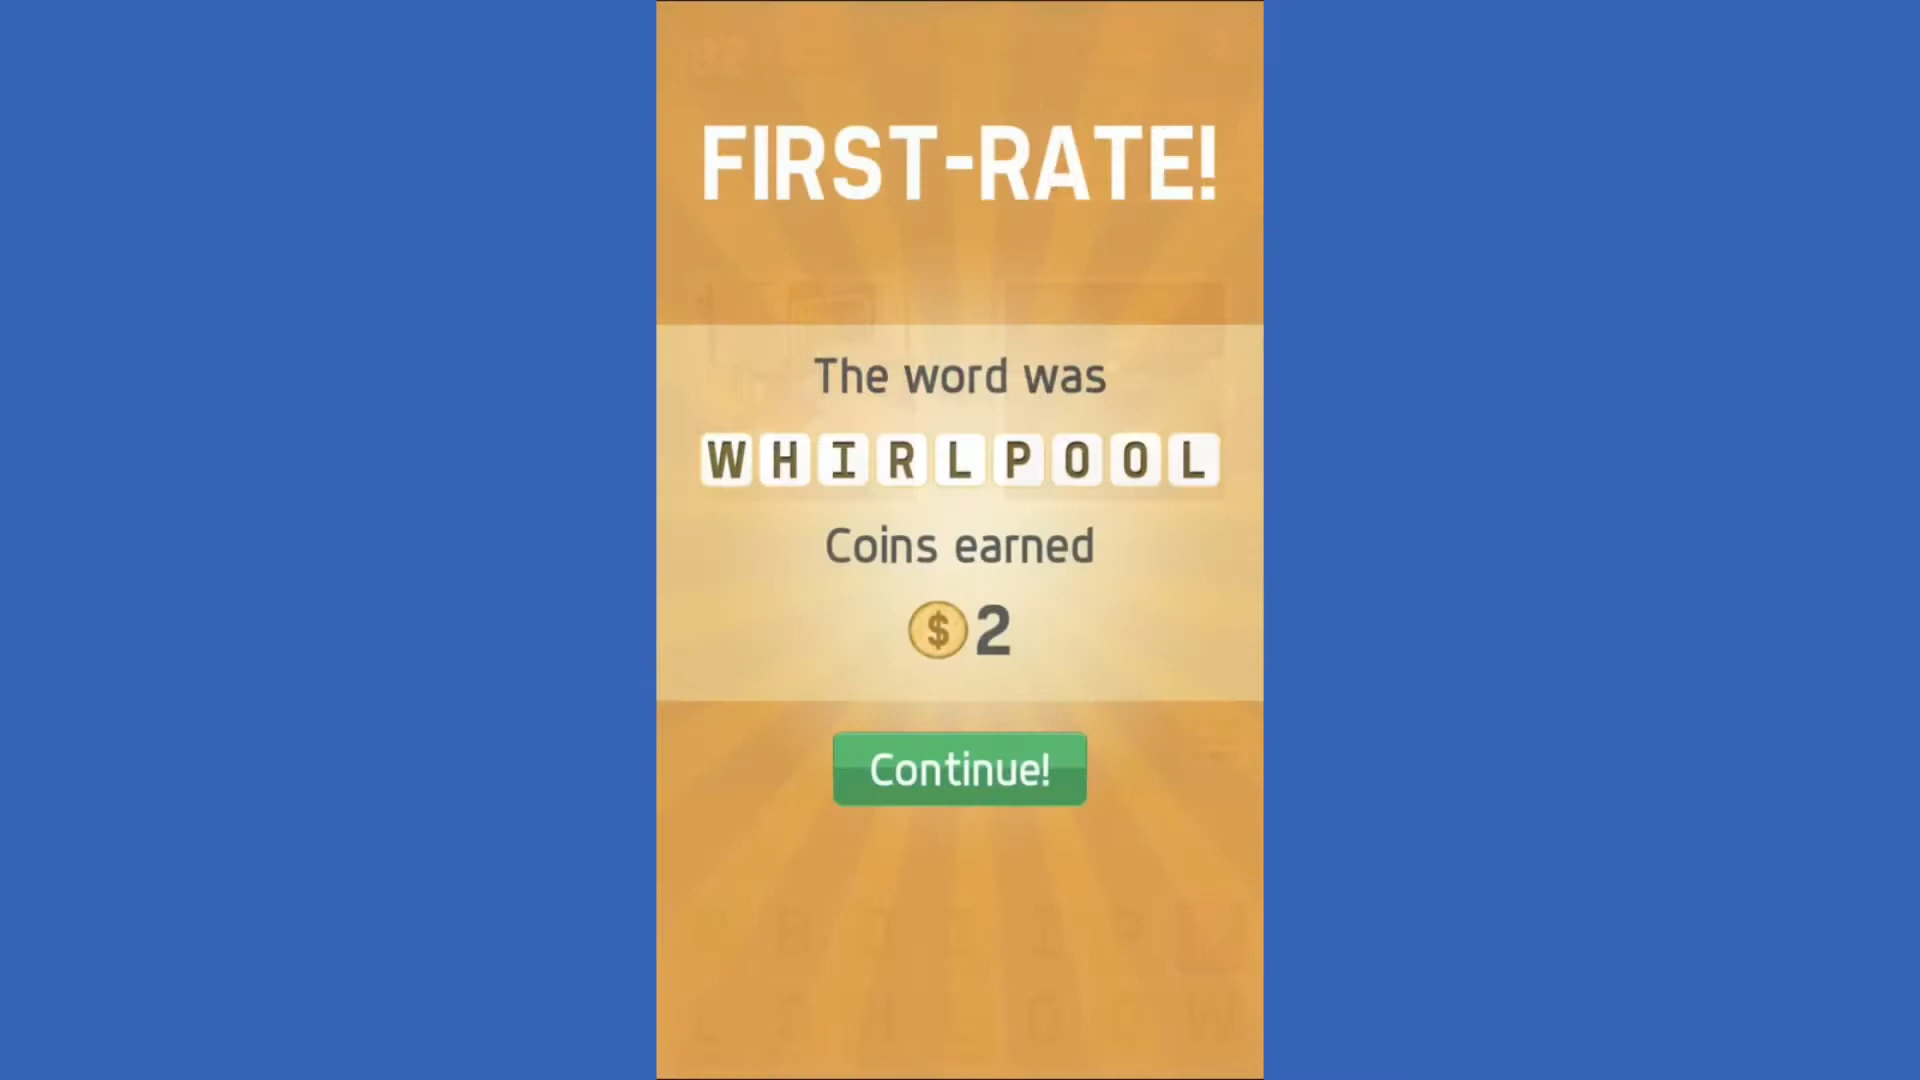 FIRST-RATE!
The word was
WHIRLPOOL
Coins earned
$ 2
Continue!